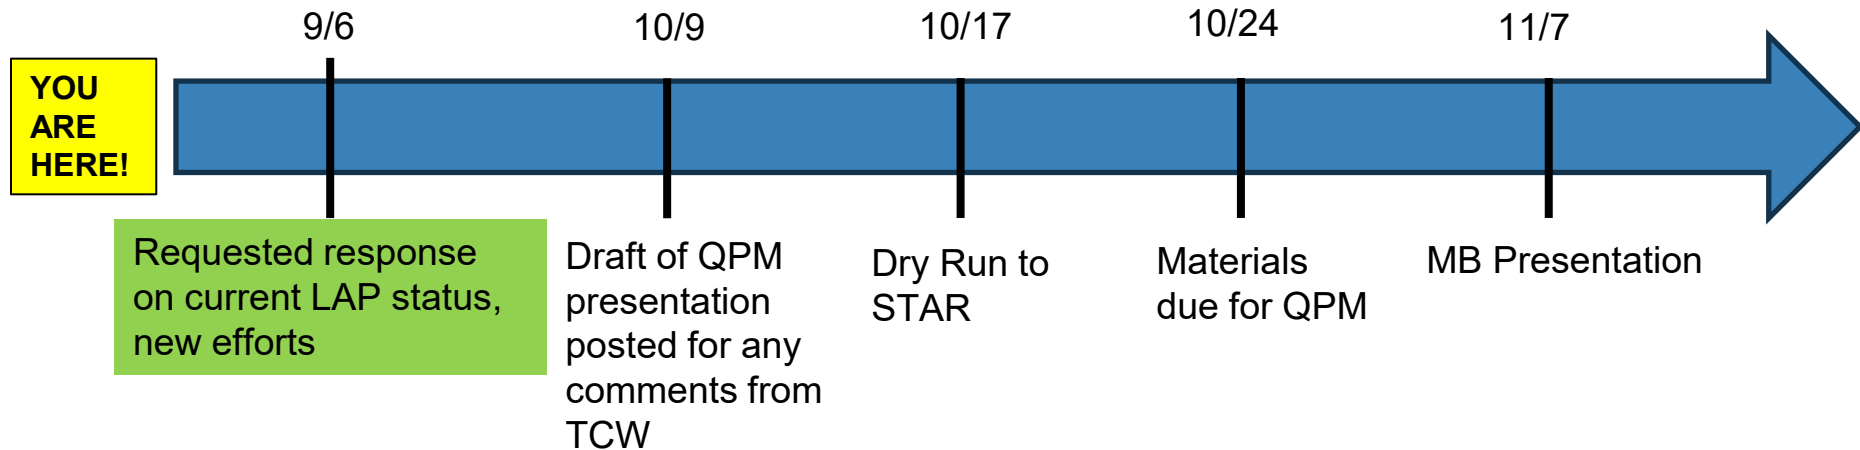 9/6
10/9
10/17
10/24
11/7
YOU
ARE
HERE!
Requested response
on current LAP status,
new efforts
Draft of QPM
presentation
posted for any
comments from
TCW
Dry Run to
STAR
Materials
due for QPM
MB Presentation